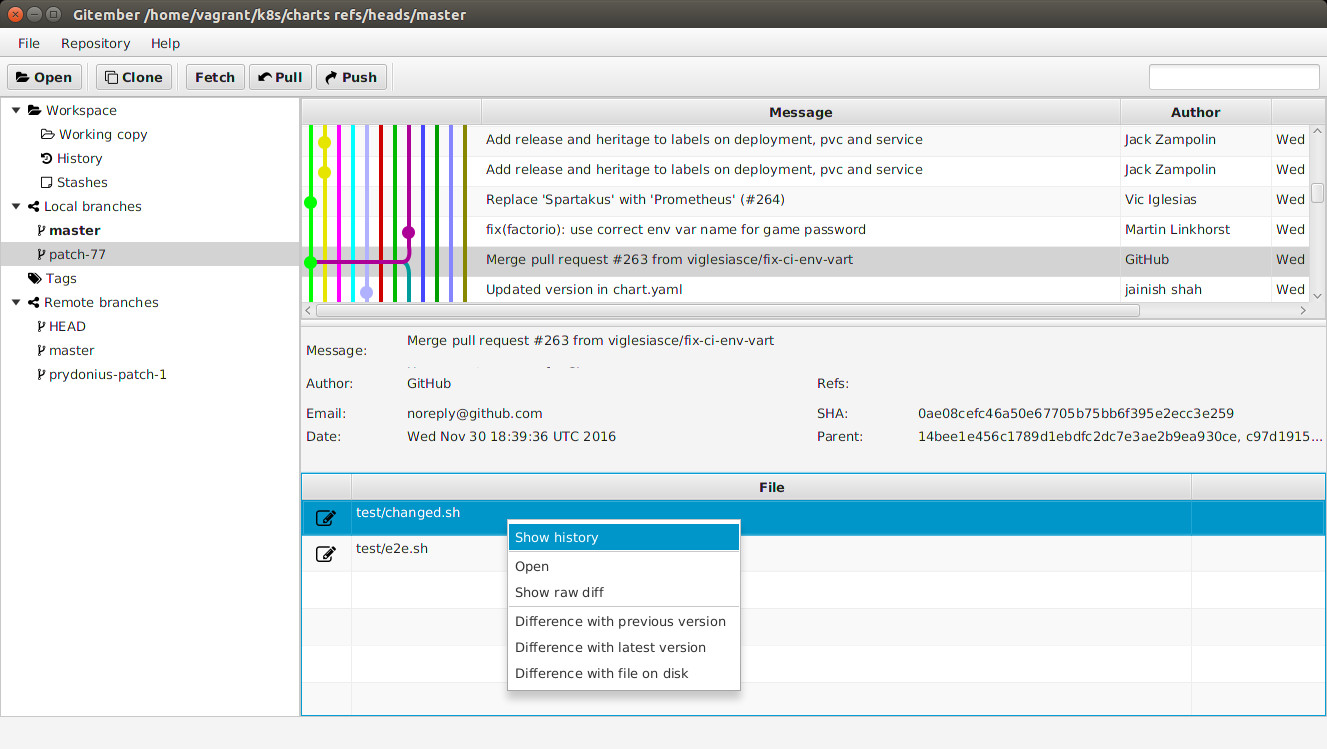 Gitember /home/vagrant/k8s/charts refs/heads/master
File Repository Help
Open Clone Fetch Pull Push
Workspace
Working copy
History
Stashes
Local branches
master
patch-77
Tags
Remote branches
HEAD
master
prydonius-patch-1
Message Author
Add release and heritage to labels on deployment, pvc and service Jack Zampolin Wed
Add release and heritage to labels on deployment, pvc and service Jack Zampolin Wed
Replace 'Spartakus' with 'Prometheus' (#264) Vic Iglesias Wed
fix(factorio): use correct env var name for game password Martin Linkhorst Wed
Merge pull request #263 from viglesiasce/fix-ci-env-vart GitHub Wed
Updated version in chart.yaml jainish shah Wed
Message: Merge pull request #263 from viglesiasce/fix-ci-env-vart
Author: GitHub Refs:
Email: noreply@github.com SHA: 0ae08cefc46a50e67705b75bb6f395e2ecc3e259
Date: Wed Nov 30 18:39:36 UTC 2016 Parent: 14bee1e456c1789d1ebdfc2dc7e3ae2b9ea930ce, c97d1915...
File
test/changed.sh
test/e2e.sh
Show history
Open
Show raw diff
Difference with previous version
Difference with latest version
Difference with file on disk